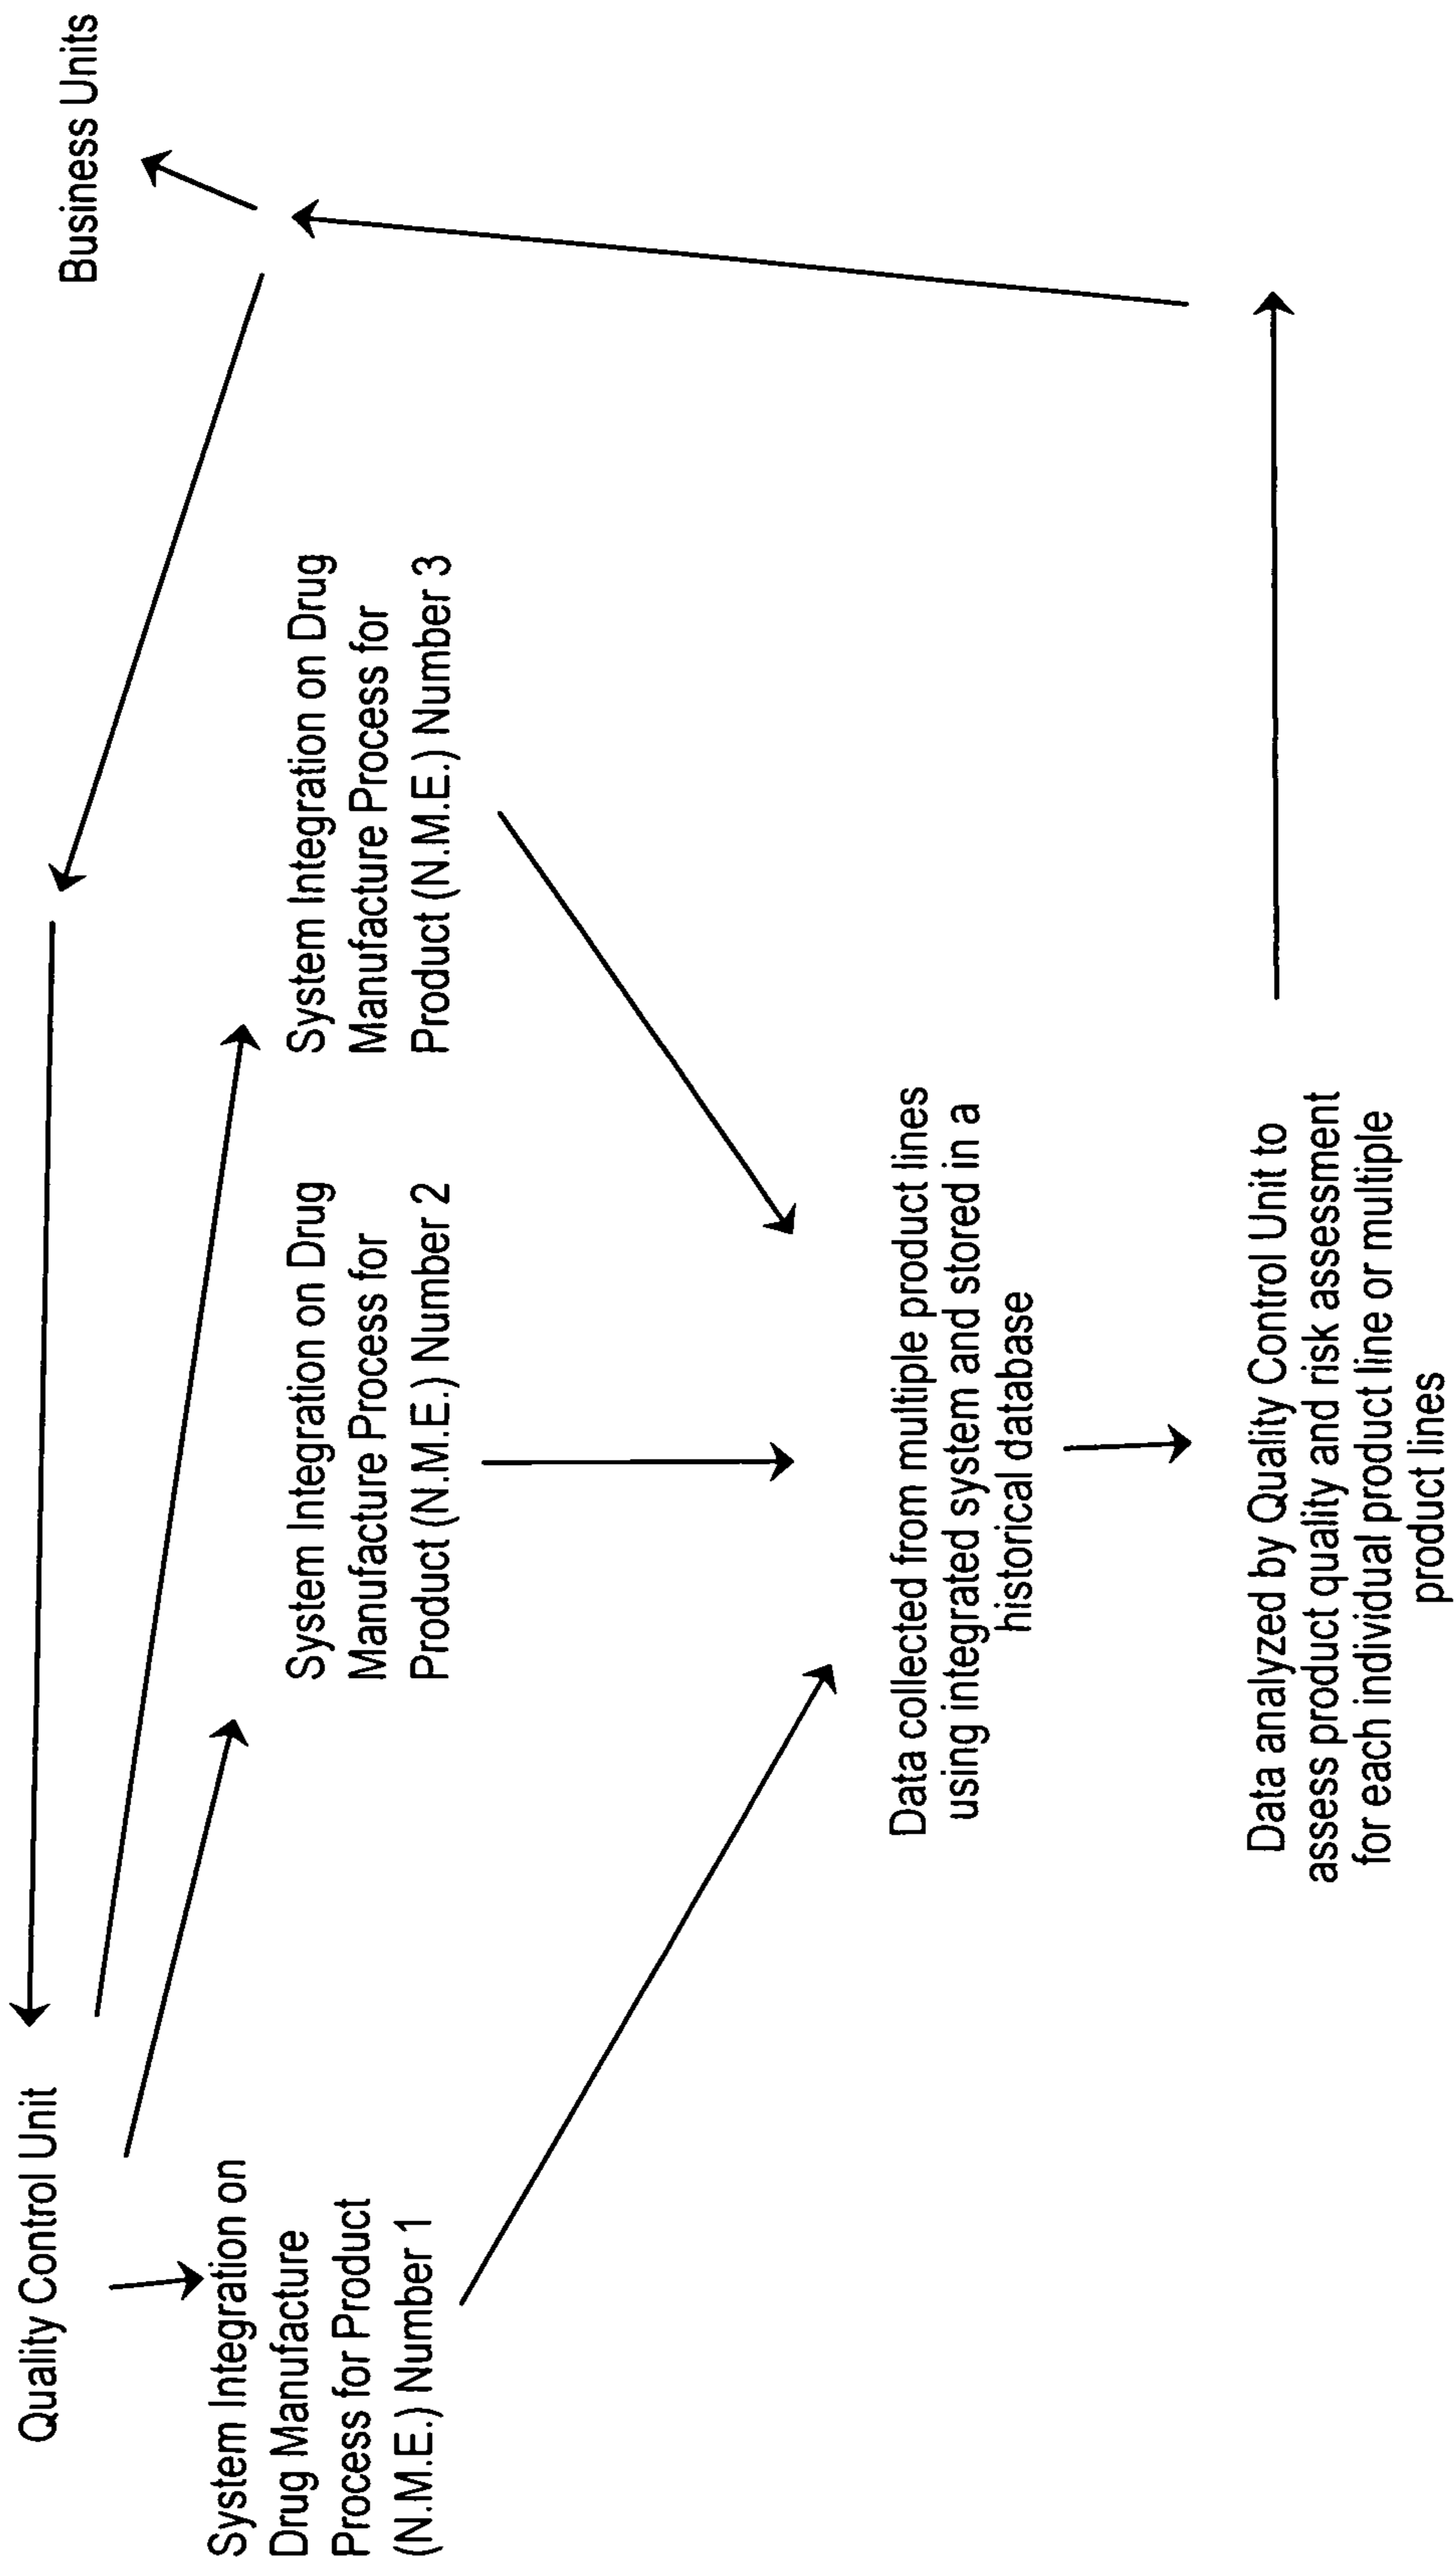 Quality Control Unit
Business Units
System Integration on
Drug Manufacture
Process for Product
(N.M.E.) Number 1
System Integration on Drug
Manufacture Process for
Product (N.M.E.) Number 2
System Integration on Drug
Manufacture Process for
Product (N.M.E.) Number 3
Data collected from multiple product lines
using integrated system and stored in a
historical database
Data analyzed by Quality Control Unit to
assess product quality and risk assessment
for each individual product line or multiple
product lines